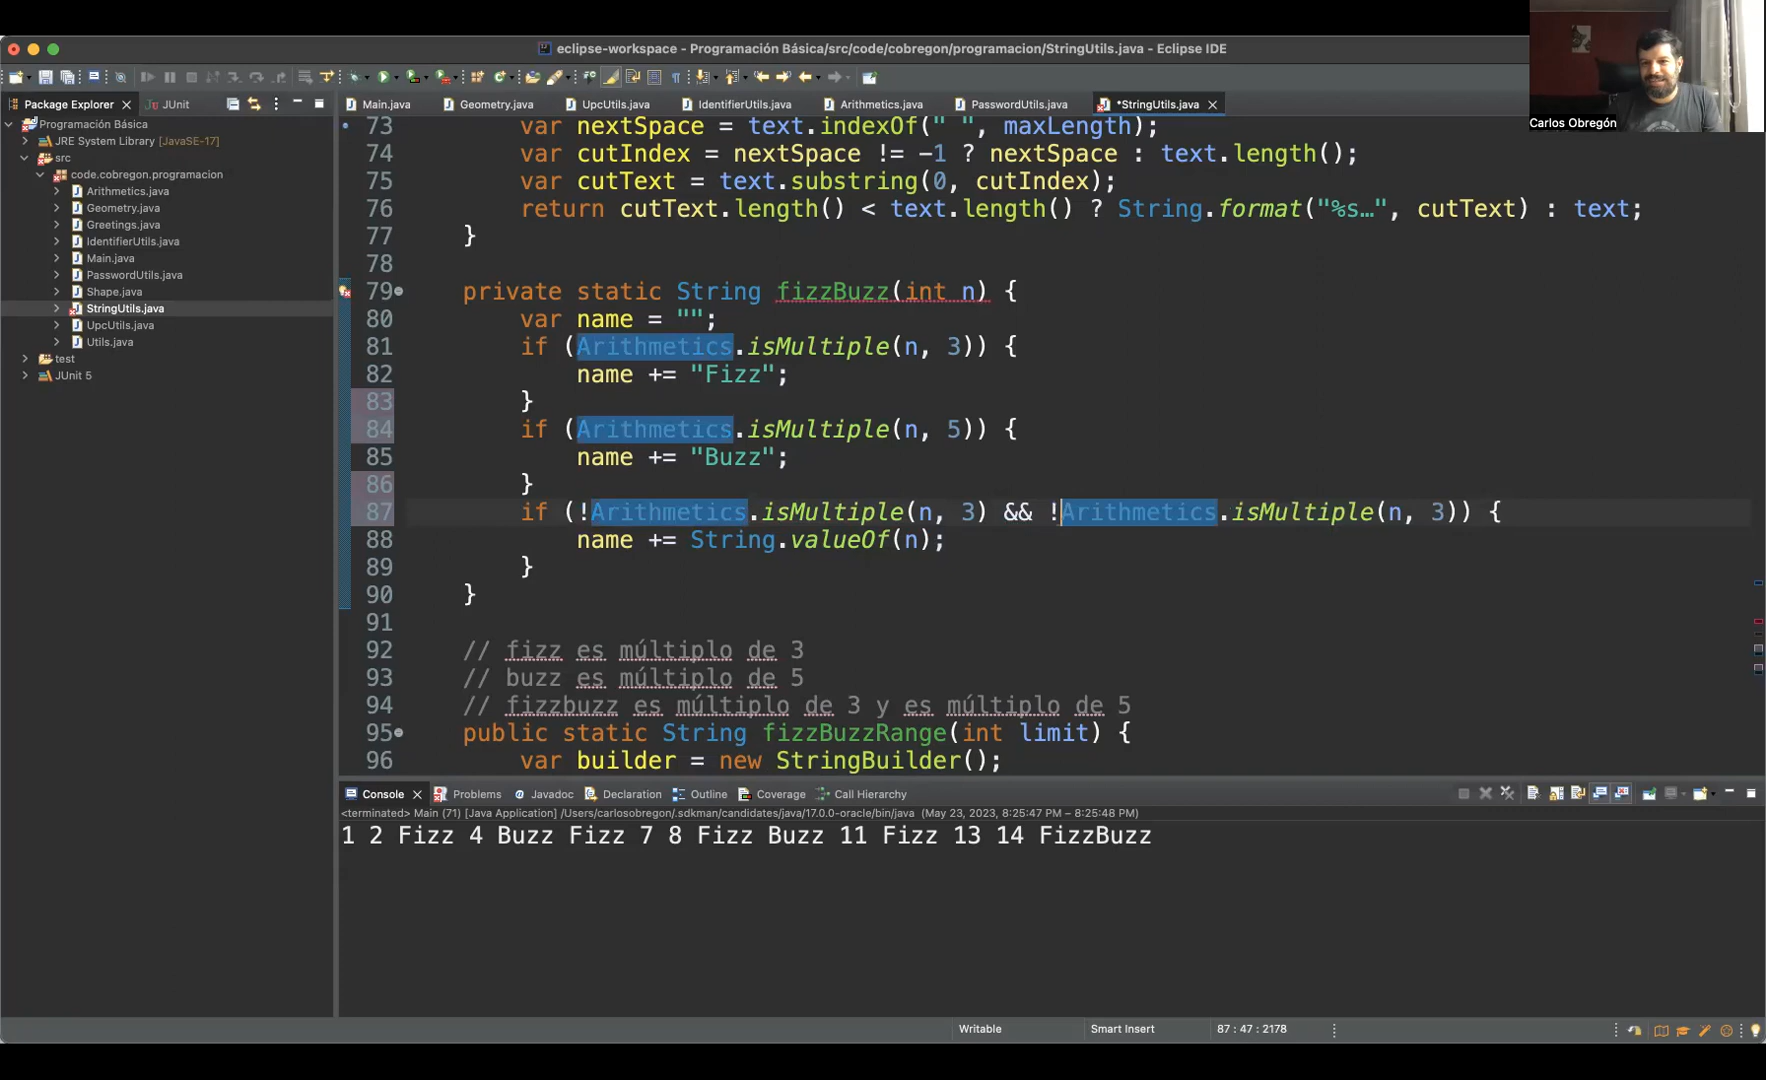 eclipse-workspace - Programación Básica/src/code/cobregon/programacion/StringUtils.java - Eclipse IDE
Carlos Obregón
Package Explorer
JUnit
Main.java
Geometry.java
UpcUtils.java
IdentifierUtils.java
Arithmetics.java
PasswordUtils.java
*StringUtils.java
Programación Básica
JRE System Library [JavaSE-17]
src
code.cobregon.programacion
Arithmetics.java
Geometry.java
Greetings.java
IdentifierUtils.java
Main.java
PasswordUtils.java
Shape.java
StringUtils.java
UpcUtils.java
Utils.java
test
JUnit 5
73 var nextSpace = text.indexOf(" ", maxLength);
74 var cutIndex = nextSpace != -1 ? nextSpace : text.length();
75 var cutText = text.substring(0, cutIndex);
76 return cutText.length() < text.length() ? String.format("%s…", cutText) : text;
77 }
78
79 private static String fizzBuzz(int n) {
80 var name = "";
81 if (Arithmetics.isMultiple(n, 3)) {
82 name += "Fizz";
83 }
84 if (Arithmetics.isMultiple(n, 5)) {
85 name += "Buzz";
86 }
87 if (!Arithmetics.isMultiple(n, 3) && !Arithmetics.isMultiple(n, 3)) {
88 name += String.valueOf(n);
89 }
90 }
91
92 // fizz es múltiplo de 3
93 // buzz es múltiplo de 5
94 // fizzbuzz es múltiplo de 3 y es múltiplo de 5
95 public static String fizzBuzzRange(int limit) {
96 var builder = new StringBuilder();
Console
Problems
Javadoc
Declaration
Outline
Coverage
Call Hierarchy
<terminated> Main (71) [Java Application] /Users/carlosobregon/.sdkman/candidates/java/17.0.0-oracle/bin/java (May 23, 2023, 8:25:47 PM – 8:25:48 PM)
1 2 Fizz 4 Buzz Fizz 7 8 Fizz Buzz 11 Fizz 13 14 FizzBuzz
Writable
Smart Insert
87 : 47 : 2178